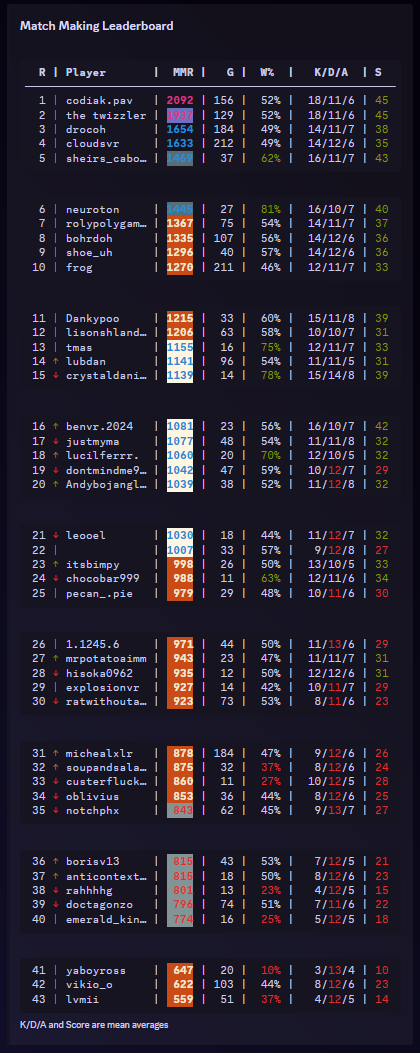 Match Making Leaderboard
R | Player | MMR | G | W% | K/D/A | S
1 | codiak.pav | 2092 | 156 | 52% | 18/11/6 | 45
2 | the twizzler | 1937 | 129 | 52% | 18/11/6 | 45
3 | drocoh | 1654 | 184 | 49% | 14/11/7 | 38
4 | cloudsvr | 1633 | 212 | 49% | 14/12/6 | 35
5 | sheirs_cabo… | 1469 | 37 | 62% | 16/11/7 | 43
6 | neuroton | 1445 | 27 | 81% | 16/10/7 | 40
7 | rolypolygam… | 1367 | 75 | 54% | 14/11/7 | 37
8 | bohrdoh | 1335 | 107 | 56% | 14/12/6 | 36
9 | shoe_uh | 1296 | 40 | 57% | 14/12/6 | 36
10 | frog | 1270 | 211 | 46% | 12/11/7 | 33
11 | Dankypoo | 1215 | 33 | 60% | 15/11/8 | 39
12 | lisonshland… | 1206 | 63 | 58% | 10/10/7 | 31
13 | tmas | 1155 | 16 | 75% | 12/11/7 | 33
14 ↑ lubdan | 1141 | 96 | 54% | 11/11/5 | 31
15 ↓ crystaldani… | 1139 | 14 | 78% | 15/14/8 | 39
16 ↑ benvr.2024 | 1081 | 23 | 56% | 16/10/7 | 42
17 ↓ justmyma | 1077 | 48 | 54% | 11/11/8 | 32
18 ↑ lucilferrr. | 1060 | 20 | 70% | 12/10/5 | 32
19 ↓ dontmindme9… | 1042 | 47 | 59% | 10/12/7 | 29
20 ↑ Andybojangl… | 1039 | 38 | 52% | 11/12/8 | 32
21 ↓ leooel | 1030 | 18 | 44% | 11/12/7 | 32
22 | | 1007 | 33 | 57% | 9/12/8 | 27
23 ↑ itsbimpy | 998 | 26 | 50% | 13/10/5 | 33
24 ↓ chocobar999 | 988 | 11 | 63% | 12/11/6 | 34
25 | pecan_.pie | 979 | 29 | 48% | 10/11/6 | 30
26 | 1.1245.6 | 971 | 44 | 50% | 11/13/6 | 29
27 ↑ mrpotatoaimm | 943 | 23 | 47% | 11/11/7 | 31
28 ↓ hisoka0962 | 935 | 12 | 50% | 12/12/6 | 31
29 | explosionvr | 927 | 14 | 42% | 10/11/7 | 29
30 ↓ ratwithouta… | 923 | 73 | 53% | 8/11/6 | 23
31 ↑ michealxlr | 878 | 184 | 47% | 9/12/6 | 26
32 ↑ soupandsala… | 875 | 32 | 37% | 8/12/6 | 24
33 ↓ custerfluck… | 860 | 11 | 27% | 10/12/5 | 28
34 ↓ oblivius | 853 | 36 | 44% | 8/12/6 | 25
35 ↓ notchphx | 843 | 62 | 45% | 9/13/7 | 27
36 ↑ borisv13 | 815 | 43 | 53% | 7/12/5 | 21
37 ↑ anticontext… | 815 | 18 | 50% | 8/12/6 | 23
38 ↓ rahhhhg | 801 | 13 | 23% | 4/12/5 | 15
39 ↓ doctagonzo | 796 | 74 | 51% | 7/11/6 | 22
40 | emerald_kin… | 774 | 16 | 25% | 5/12/5 | 18
41 | yaboyross | 647 | 20 | 10% | 3/13/4 | 10
42 | vikio_o | 622 | 103 | 44% | 8/12/6 | 23
43 | lvmii | 559 | 51 | 37% | 4/12/5 | 14
K/D/A and Score are mean averages